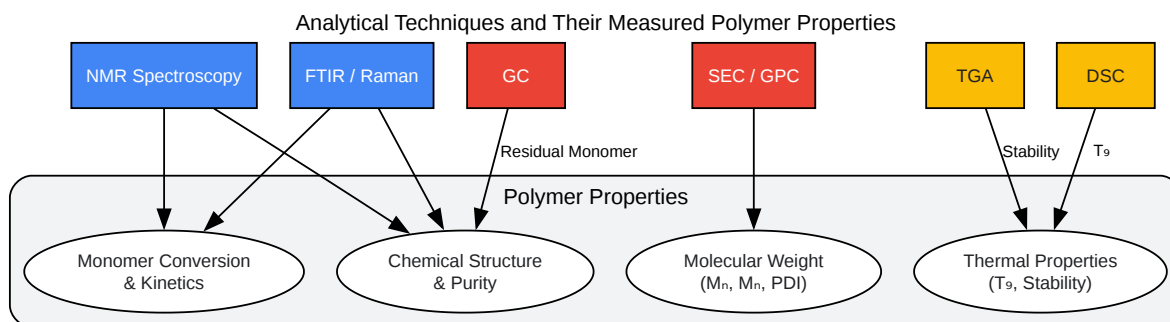 Analytical Techniques and Their Measured Polymer Properties
NMR Spectroscopy
FTIR / Raman
GC
SEC / GPC
TGA
DSC
Residual Monomer
Stability
T₉
Polymer Properties
Monomer Conversion
& Kinetics
Chemical Structure
& Purity
Molecular Weight
(Mₙ, Mₙ, PDI)
Thermal Properties
(T₉, Stability)